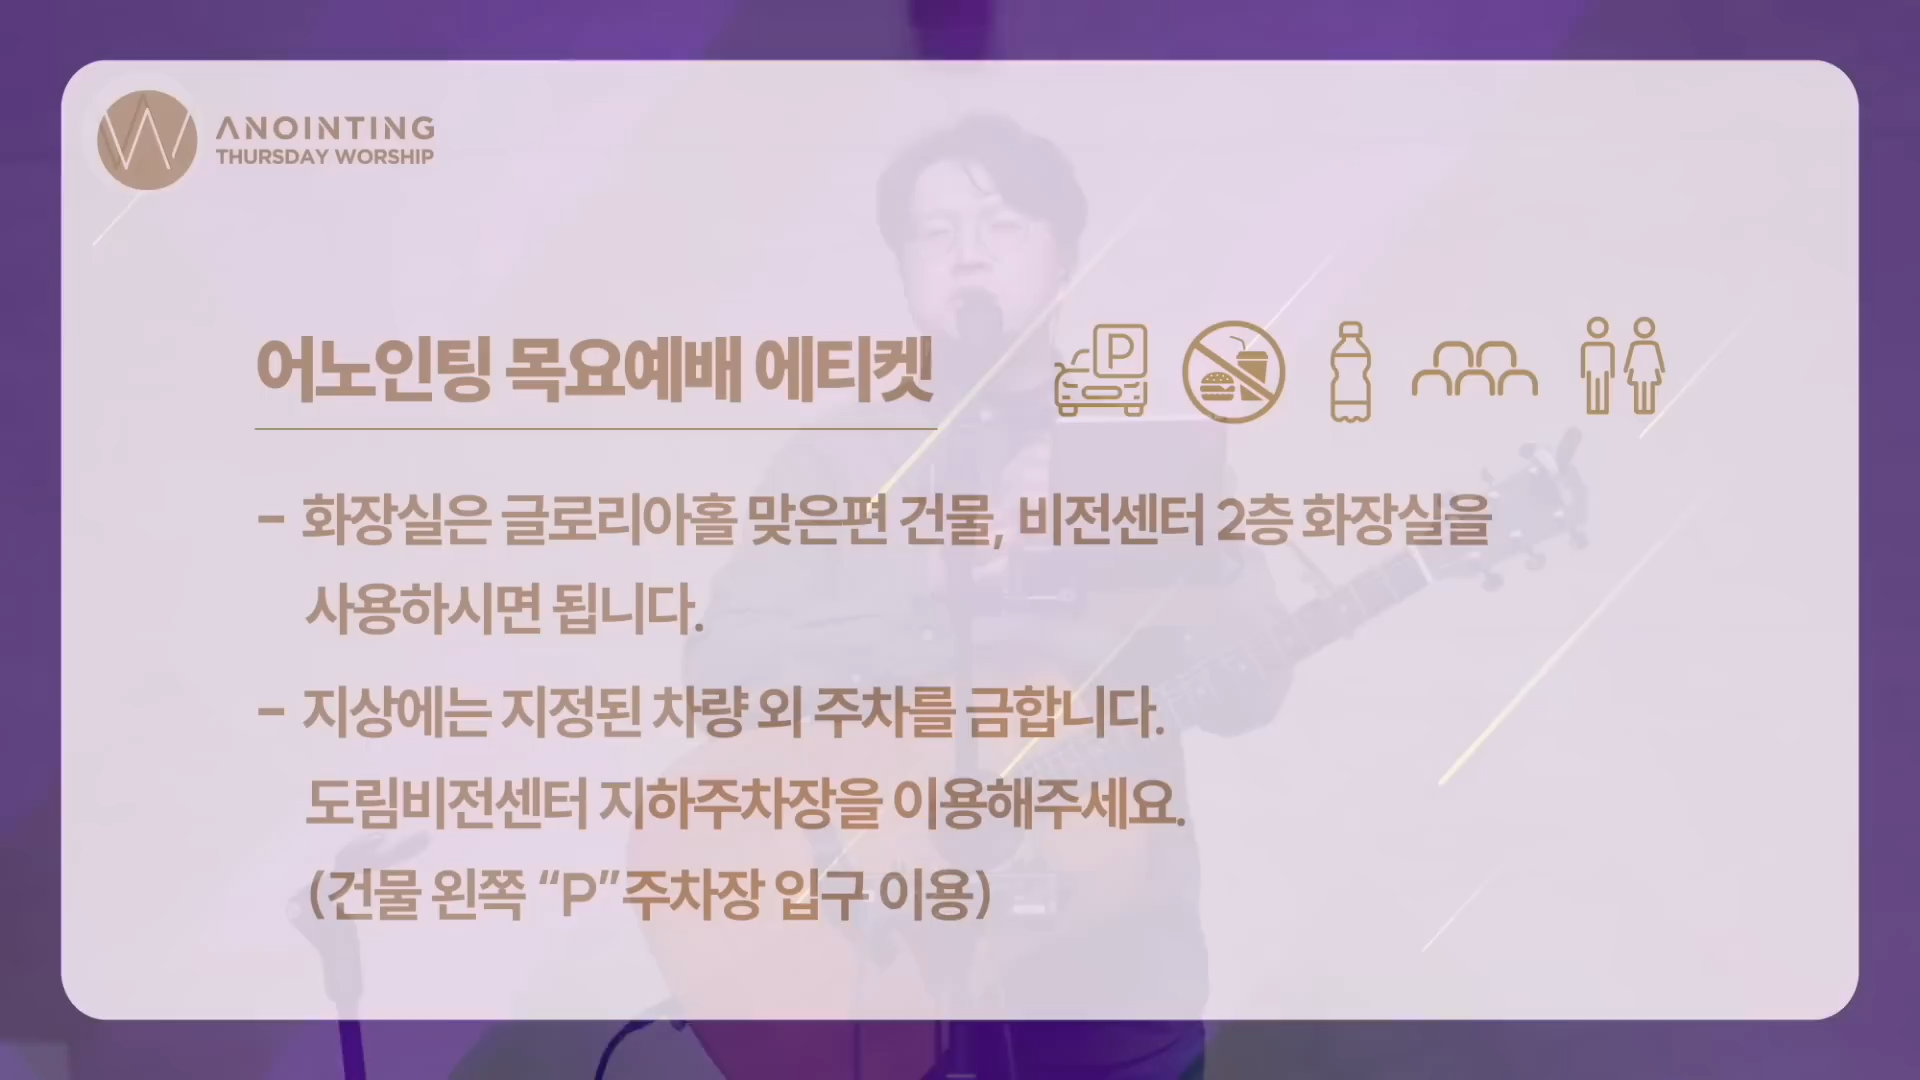 ANOINTING
THURSDAY WORSHIP
어노인팅 목요예배 에티켓
P
- 화장실은 글로리아홀 맞은편 건물, 비전센터 2층 화장실을
사용하시면 됩니다.
- 지상에는 지정된 차량 외 주차를 금합니다.
도림비전센터 지하주차장을 이용해주세요.
(건물 왼쪽 “P”주차장 입구 이용)